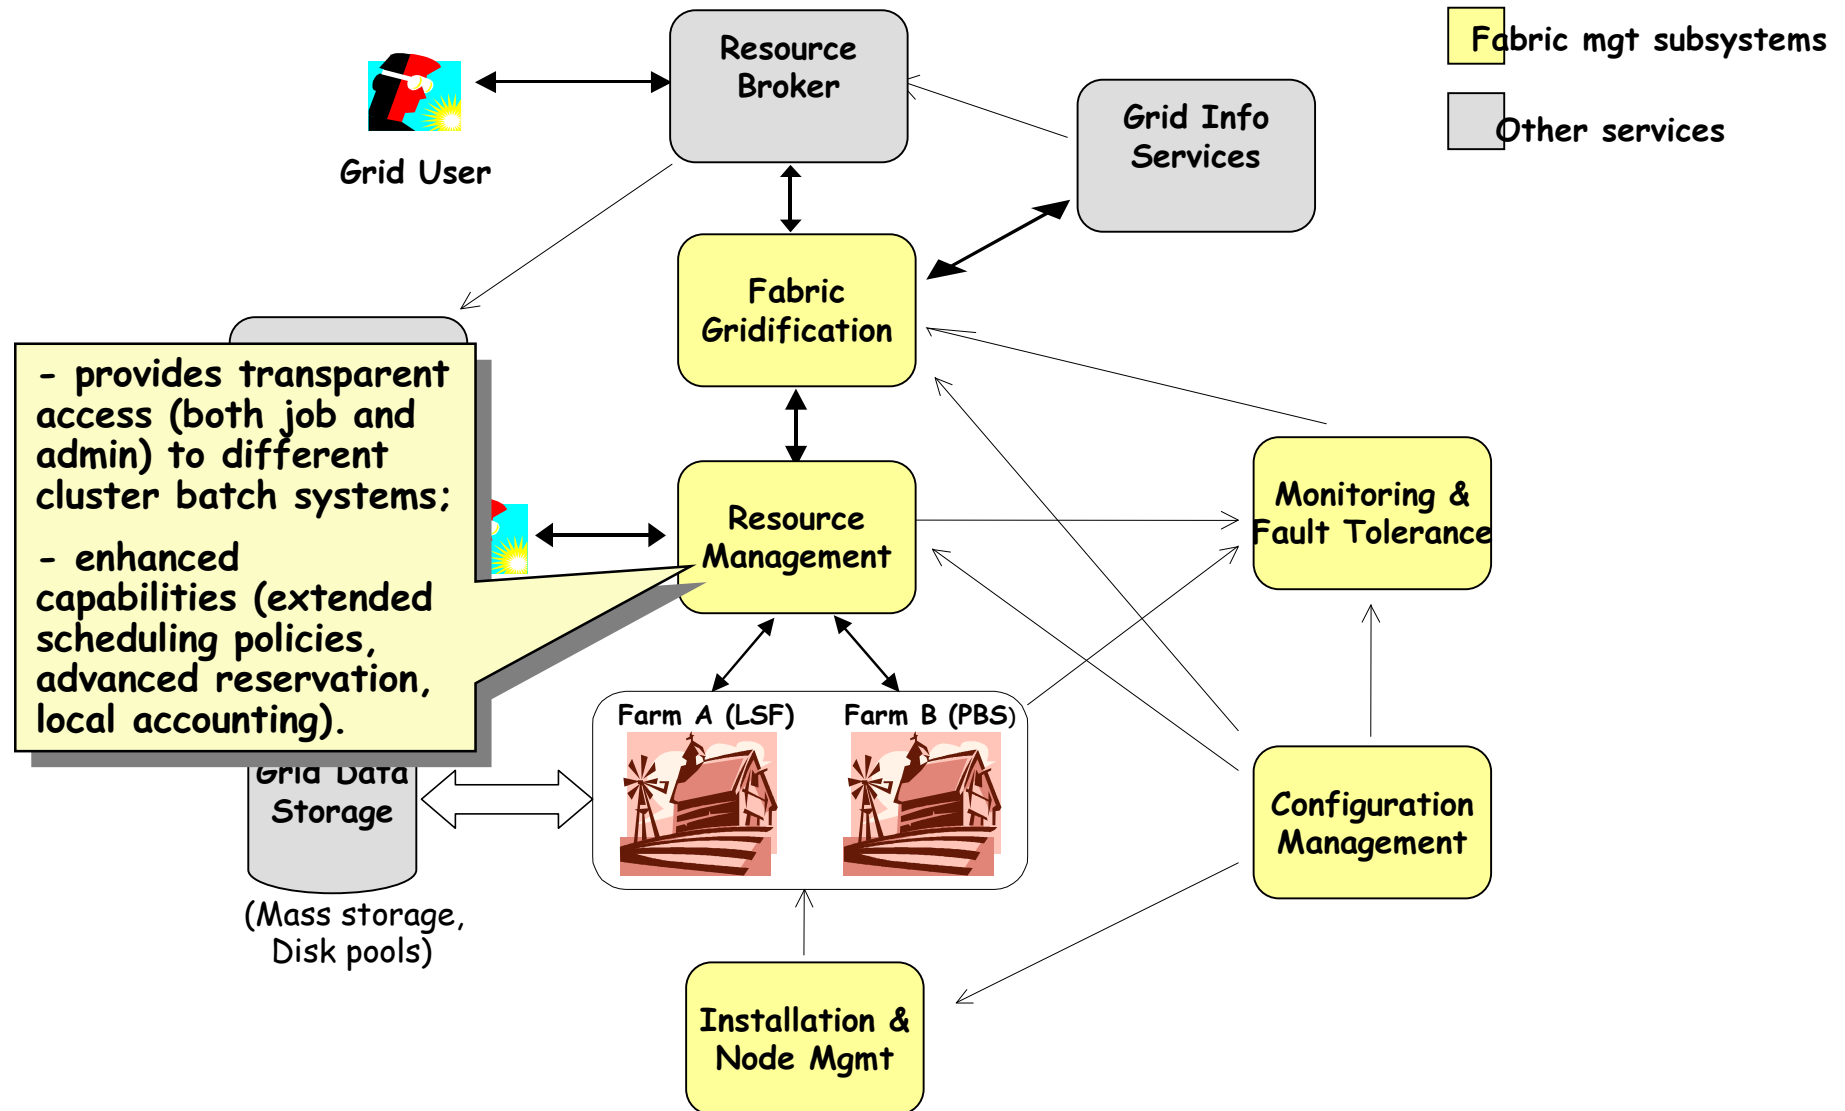 Resource
Broker
Fabric mgt subsystems
Grid Info
Services
Other services
Grid User
Fabric
Gridification
- provides transparent
access (both job and
admin) to different
cluster batch systems;
- enhanced
capabilities (extended
scheduling policies,
advanced reservation,
local accounting).
Resource
Management
Monitoring &
Fault Tolerance
Farm A (LSF)
Farm B (PBS)
Grid Data
Storage
(Mass storage,
Disk pools)
Configuration
Management
Installation &
Node Mgmt